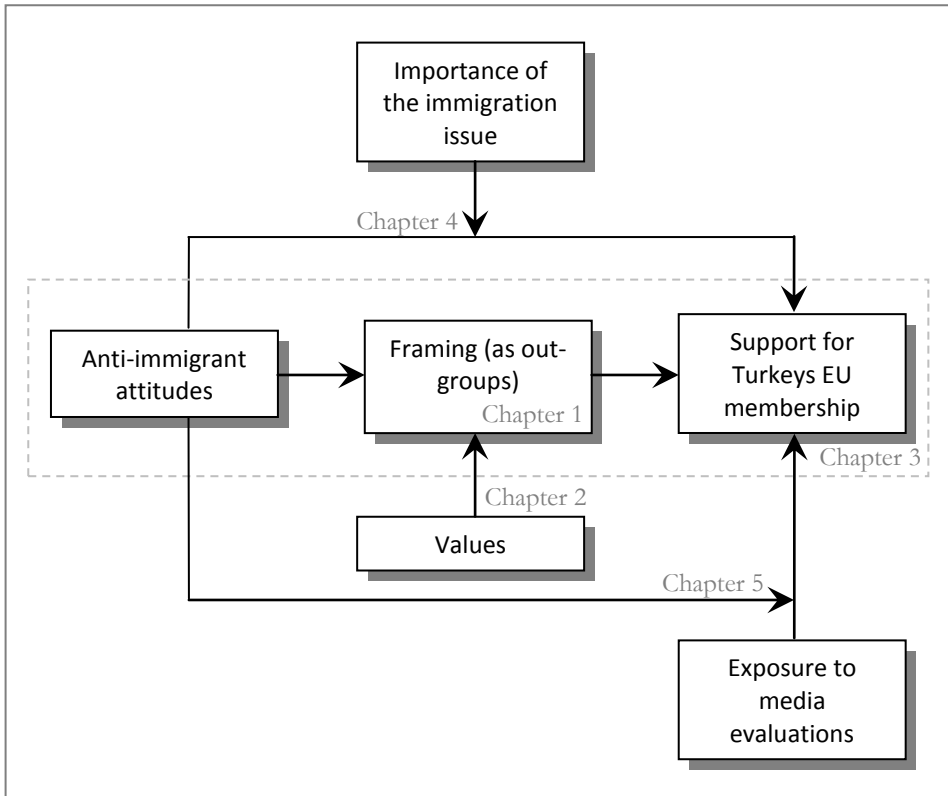 Importance of
the immigration
issue
Chapter 4
Anti-immigrant
attitudes
Framing (as out-
groups)
Chapter 1
Support for
Turkeys EU
membership
Chapter 3
Chapter 2
Values
Chapter 5
Exposure to
media
evaluations